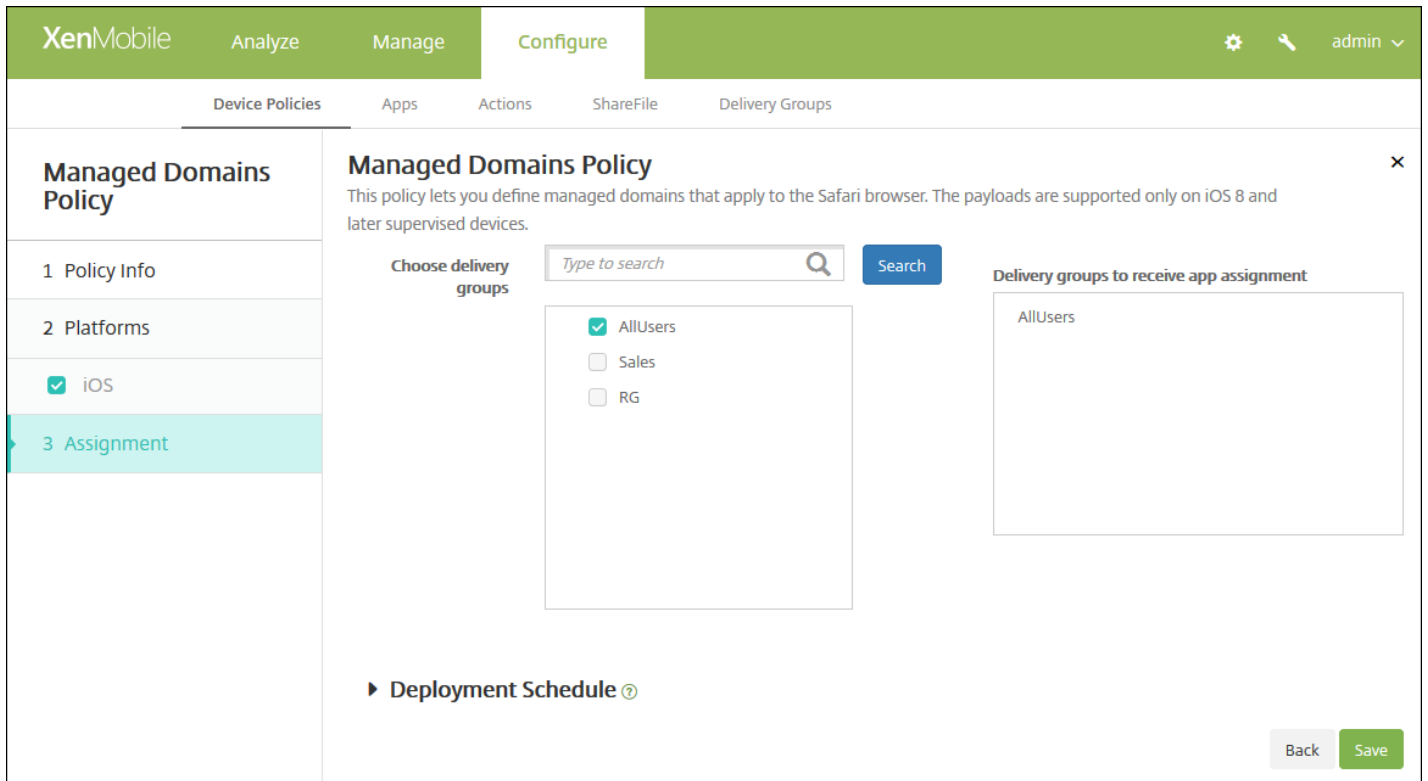 XenMobile Analyze Manage Configure admin
Device Policies Apps Actions ShareFile Delivery Groups
Managed Domains
Policy
1 Policy Info
2 Platforms
iOS
3 Assignment
Managed Domains Policy
This policy lets you define managed domains that apply to the Safari browser. The payloads are supported only on iOS 8 and
later supervised devices.
Choose delivery
groups
Type to search
Search
AllUsers
Sales
RG
Delivery groups to receive app assignment
AllUsers
Deployment Schedule ?
Back Save